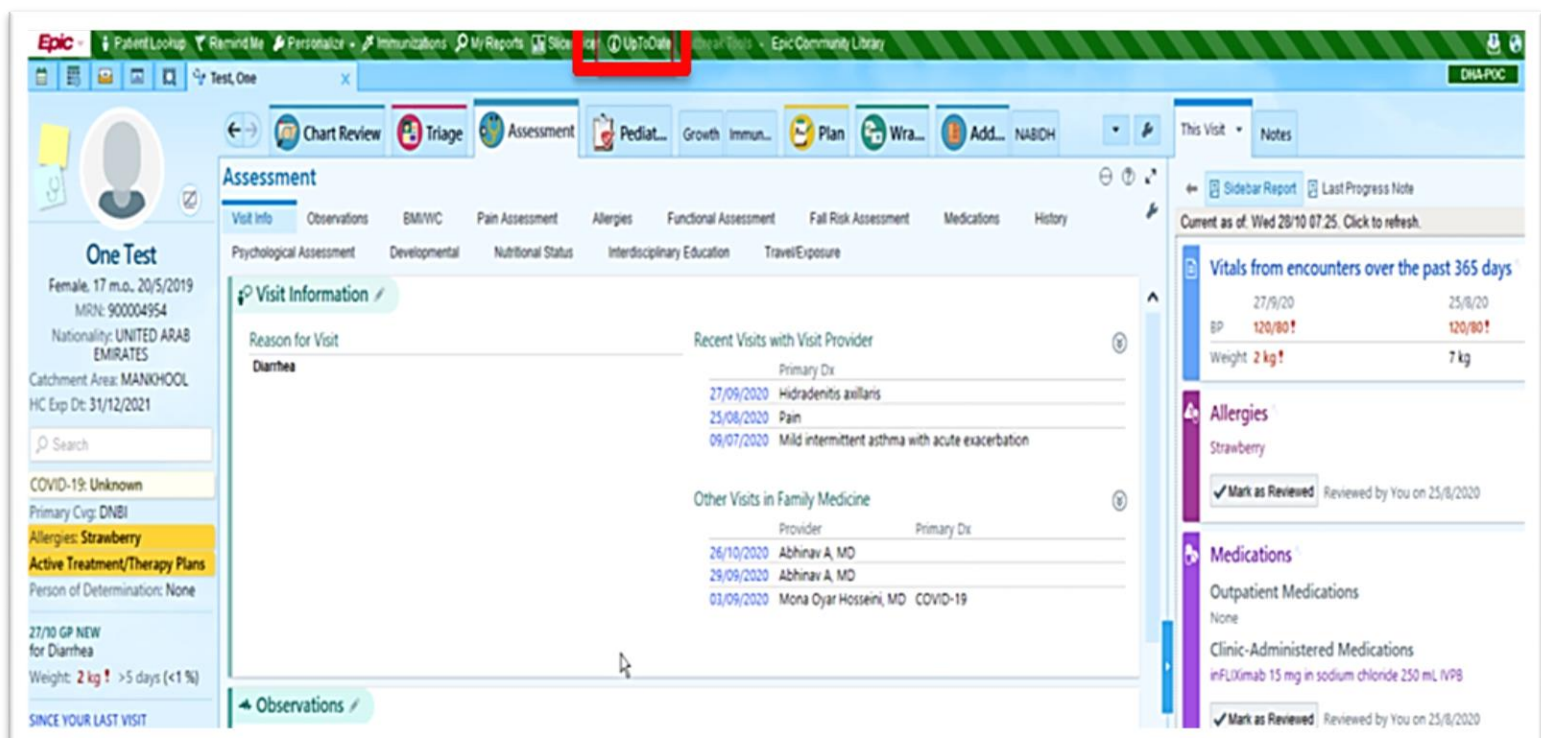 Epic Patient Lookup Remind Me Personalize Immunizations My Reports UpToDate Epic Community Library
Test, One x DHA-POC
Chart Review Triage Assessment Pediat... Growth Immun... Plan Wra... Add... NABIDH
This Visit Notes
Assessment
Sidebar Report Last Progress Note
Visit Info Observations BMI/WC Pain Assessment Allergies Functional Assessment Fall Risk Assessment Medications History
Current as of: Wed 28/10 07:25. Click to refresh.
Psychological Assessment Developmental Nutritional Status Interdisciplinary Education Travel/Exposure
One Test
Female, 17 m.o., 20/5/2019
MRN: 900004954
Nationality: UNITED ARAB
EMIRATES
Catchment Area: MANKHOOL
HC Exp Dt: 31/12/2021
Search
COVID-19: Unknown
Primary Cvg: DNBI
Allergies: Strawberry
Active Treatment/Therapy Plans
Person of Determination: None
27/10 GP NEW
for Diarrhea
Weight: 2 kg ! >5 days (<1 %)
SINCE YOUR LAST VISIT
Visit Information
Reason for Visit
Diarrhea
Recent Visits with Visit Provider
Primary Dx
27/09/2020 Hidradenitis axillaris
25/08/2020 Pain
09/07/2020 Mild intermittent asthma with acute exacerbation
Other Visits in Family Medicine
Provider Primary Dx
26/10/2020 Abhinav A, MD
29/09/2020 Abhinav A, MD
03/09/2020 Mona Oyar Hosseini, MD COVID-19
Observations
Vitals from encounters over the past 365 days
27/9/20 25/8/20
BP 120/80 ! 120/80 !
Weight 2 kg ! 7 kg
Allergies
Strawberry
Mark as Reviewed Reviewed by You on 25/8/2020
Medications
Outpatient Medications
None
Clinic-Administered Medications
inFLIXimab 15 mg in sodium chloride 250 mL IVPB
Mark as Reviewed Reviewed by You on 25/8/2020